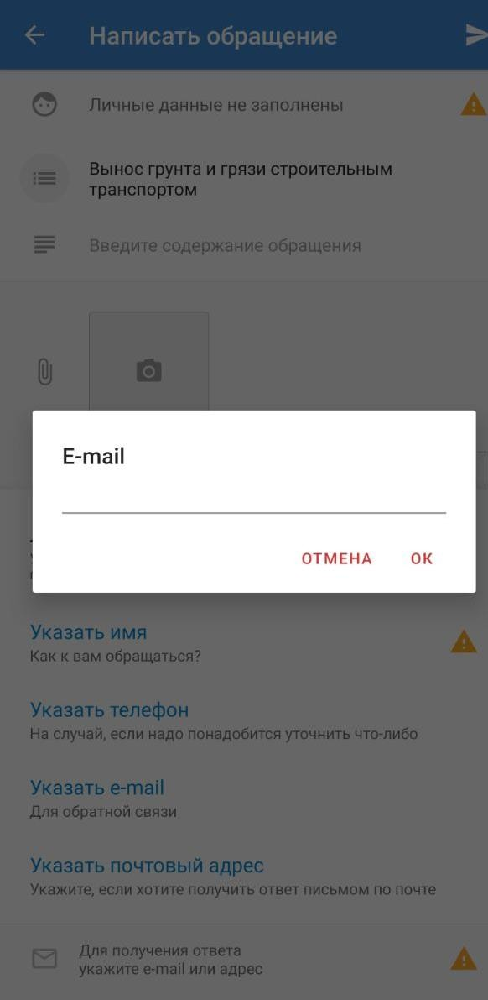 Написать обращение
Личные данные не заполнены
Вынос грунта и грязи строительным
транспортом
Введите содержание обращения
E-mail
ОТМЕНА ОК
Указать имя
Как к вам обращаться?
Указать телефон
На случай, если надо понадобится уточнить что-либо
Указать e-mail
Для обратной связи
Указать почтовый адрес
Укажите, если хотите получить ответ письмом по почте
Для получения ответа
укажите e-mail или адрес